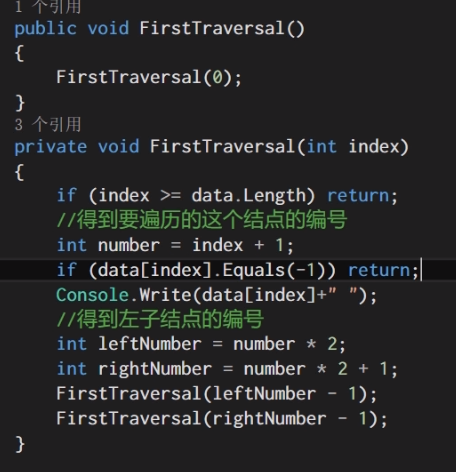 1 个引用
public void FirstTraversal()
{
    FirstTraversal(0);
}
3 个引用
private void FirstTraversal(int index)
{
    if (index >= data.Length) return;
    //得到要遍历的这个结点的编号
    int number = index + 1;
    if (data[index].Equals(-1)) return;
    Console.Write(data[index]+" ");
    //得到左子结点的编号
    int leftNumber = number * 2;
    int rightNumber = number * 2 + 1;
    FirstTraversal(leftNumber - 1);
    FirstTraversal(rightNumber - 1);
}